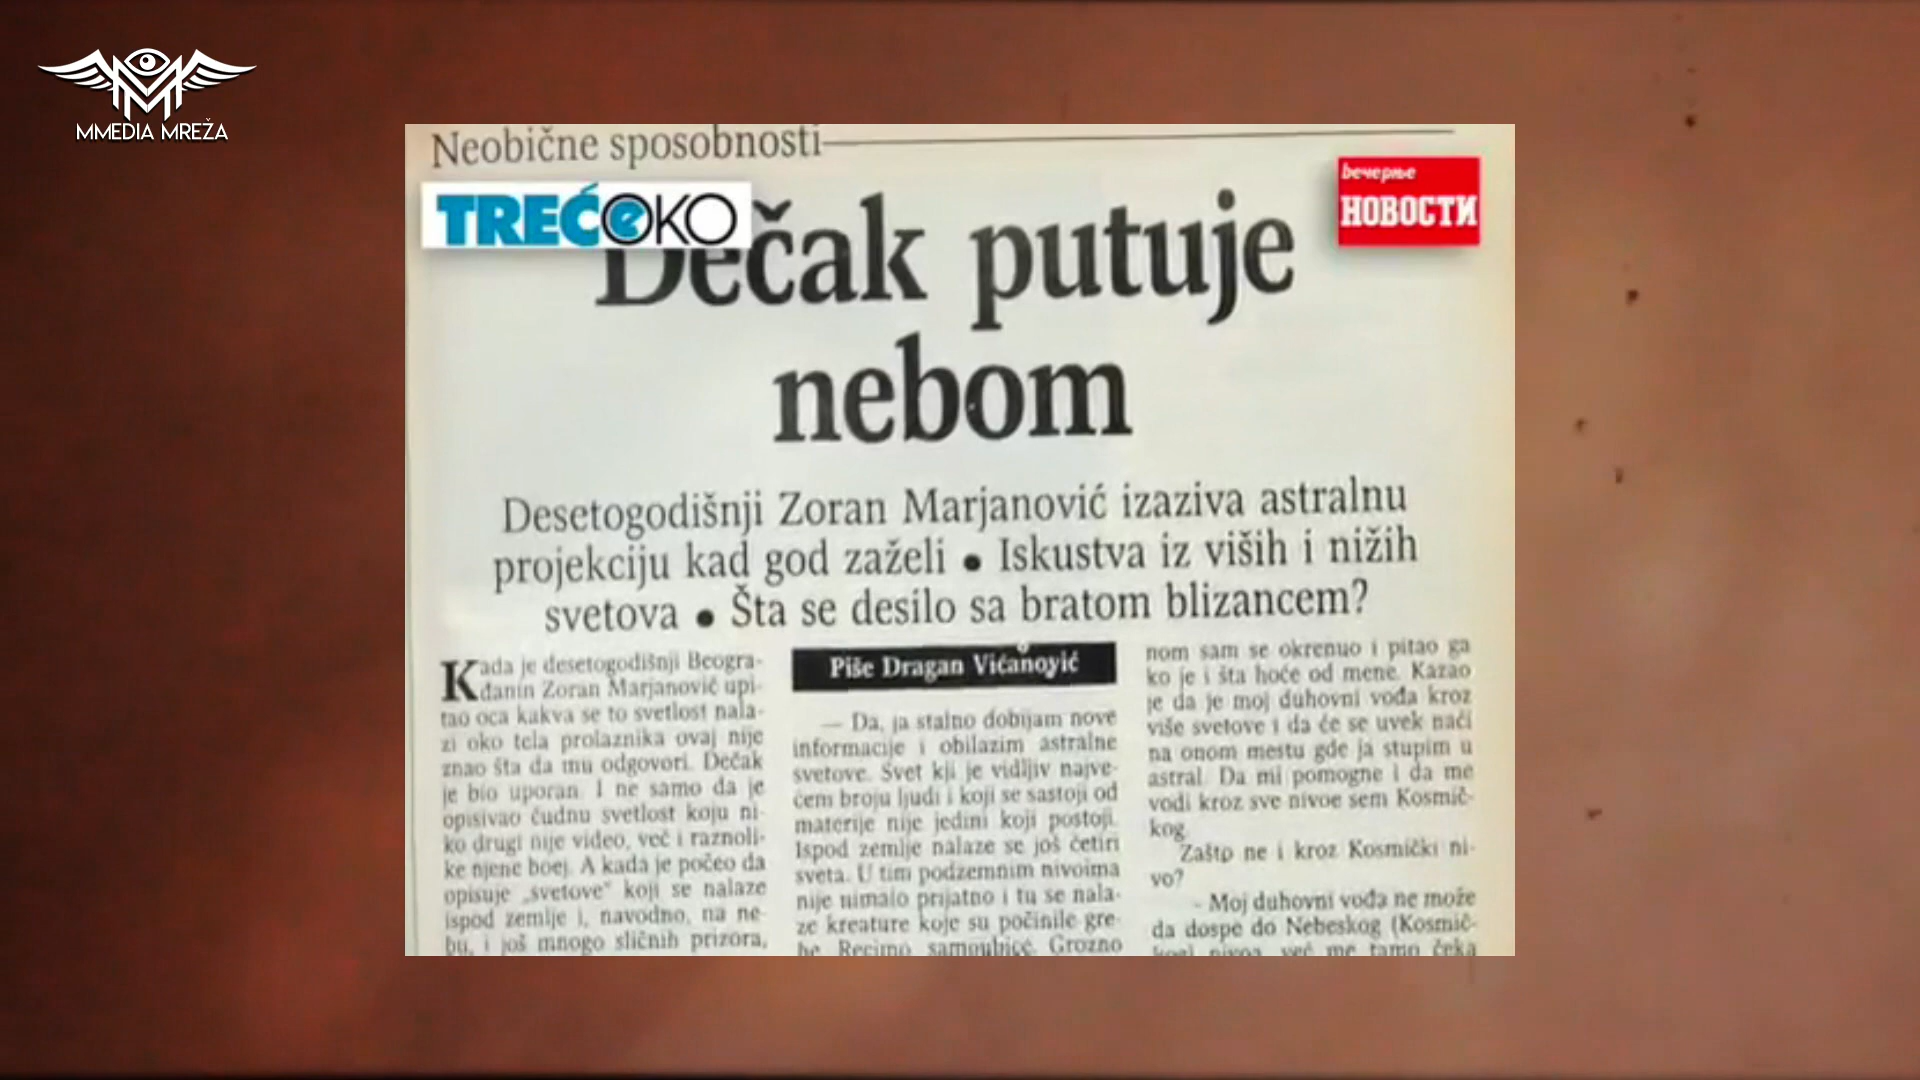 MMEDIA MREŽA
Neobične sposobnosti
TREĆe OKO
вечерње
НОВОСТИ
Dečak putuje
nebom
Desetogodišnji Zoran Marjanović izaziva astralnu
projekciju kad god zaželi ● Iskustva iz viših i nižih
svetova ● Šta se desilo sa bratom blizancem?
Kada je desetogodišnji Beogra-
đanin Zoran Marjanović upi-
tao oca kakva se to svetlost nala-
zi oko tela prolaznika ovaj nije
znao šta da mu odgovori. Dečak
je bio uporan. I ne samo da je
opisivao čudnu svetlost koju ni-
ko drugi nije video, već i raznoli-
ke njene boej. A kada je počeo da
opisuje „svetove“ koji se nalaze
ispod zemlje i, navodno, na ne-
bu, i još mnogo sličnih prizora,
Piše Dragan Vićanović
— Da, ja stalno dobijam nove
informacije i obilazim astralne
svetove. Svet kji je vidljiv najve-
ćem broju ljudi i koji se sastoji od
materije nije jedini koji postoji.
Ispod zemlje nalaze se još četiri
sveta. U tim podzemnim nivoima
nije nimalo prijatno i tu se nala-
ze kreature koje su počinile gre-
he. Recimo samoubice. Grozno
nom sam se okrenuo i pitao ga
ko je i šta hoće od mene. Kazao
je da je moj duhovni vođa kroz
više svetove i da će se uvek naći
na onom mestu gde ja stupim u
astral. Da mi pomogne i da me
vodi kroz sve nivoe sem Kosmič-
kog.
Zašto ne i kroz Kosmički ni-
vo?
- Moj duhovni vođa ne može
da dospe do Nebeskog (Kosmič-
kog) nivoa, već me tamo čeka